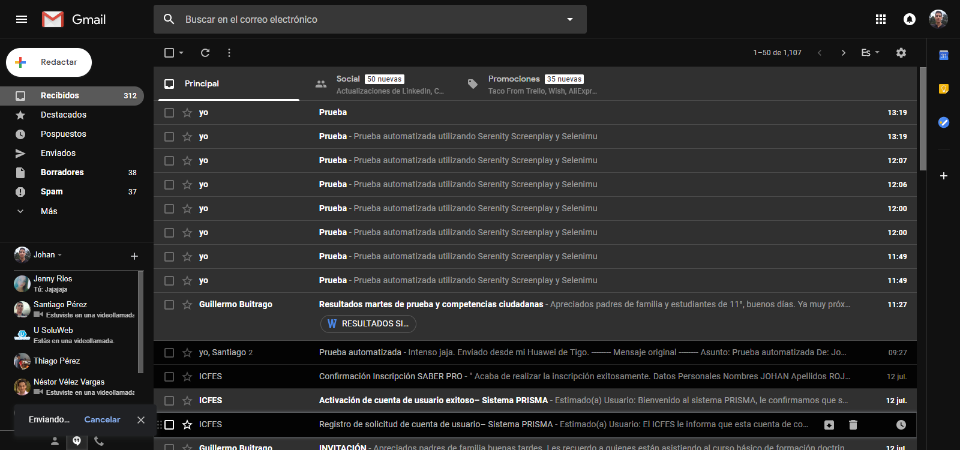 Gmail
Buscar en el correo electrónico
Redactar
1–50 de 1,107
Es
Principal
Social 50 nuevas
Actualizaciones de LinkedIn, C…
Promociones 35 nuevas
Taco From Trello, Wish, AliExpr…
Recibidos 312
Destacados
Pospuestos
Enviados
Borradores 38
Spam 37
Más
yo Prueba 13:19
yo Prueba - Prueba automatizada utilizando Serenity Screenplay y Selenimu 13:19
yo Prueba - Prueba automatizada utilizando Serenity Screenplay y Selenimu 12:07
yo Prueba - Prueba automatizada utilizando Serenity Screenplay y Selenimu 12:06
yo Prueba - Prueba automatizada utilizando Serenity Screenplay y Selenimu 12:00
yo Prueba - Prueba automatizada utilizando Serenity Screenplay y Selenimu 12:00
yo Prueba - Prueba automatizada utilizando Serenity Screenplay y Selenimu 11:49
yo Prueba - Prueba automatizada utilizando Serenity Screenplay y Selenimu 11:49
Guillermo Buitrago Resultados martes de prueba y competencias ciudadanas - Apreciados padres de familia y estudiantes de 11°, buenos días. Ya muy próx… 11:27
RESULTADOS SI…
yo, Santiago 2 Prueba automatizada - Intenso jaja. Enviado desde mi Huawei de Tigo. —— Mensaje original —— Asunto: Prueba automatizada De: Jo… 09:27
ICFES Confirmación Inscripción SABER PRO - " Acaba de realizar la inscripción exitosamente. Datos Personales Nombres JOHAN Apellidos ROJ… 12 jul.
ICFES Activación de cuenta de usuario exitoso– Sistema PRISMA - Estimado(a) Usuario: Bienvenido al sistema PRISMA, le confirmamos que s… 12 jul.
ICFES Registro de solicitud de cuenta de usuario– Sistema PRISMA - Estimado(a) Usuario: El ICFES le informa que esta cuenta de co…
Guillermo Buitrago INVITACIÓN - Apreciados padres de familia buenas tardes. Les recuerdo a quienes están asistiendo al curso básico de formación doctrin… 12 jul.
Johan
Jenny Ríos
Tú: Jajajaja
Santiago Pérez
Estuviste en una videollamada
U SoluWeb
Estás en una videollamada.
Thiago Pérez
Néstor Vélez Vargas
Estuviste en una videollamada
Enviando... Cancelar